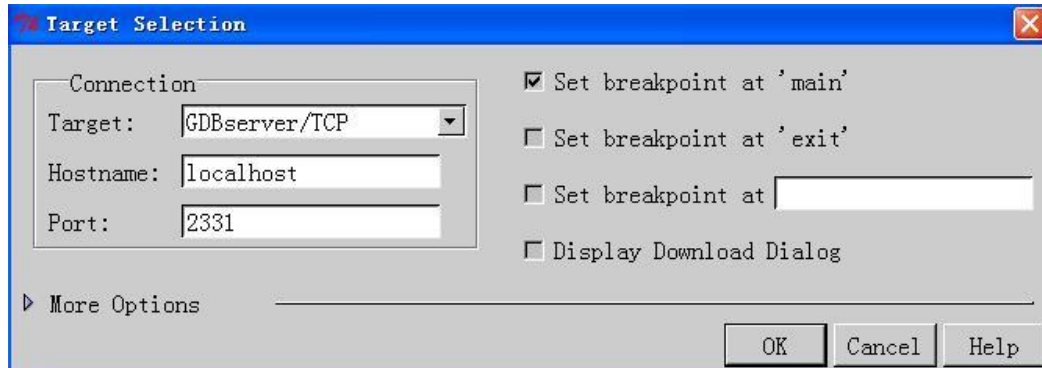 Target Selection
Connection
Target: GDBserver/TCP
Hostname: localhost
Port: 2331
Set breakpoint at 'main'
Set breakpoint at 'exit'
Set breakpoint at
Display Download Dialog
More Options
OK Cancel Help